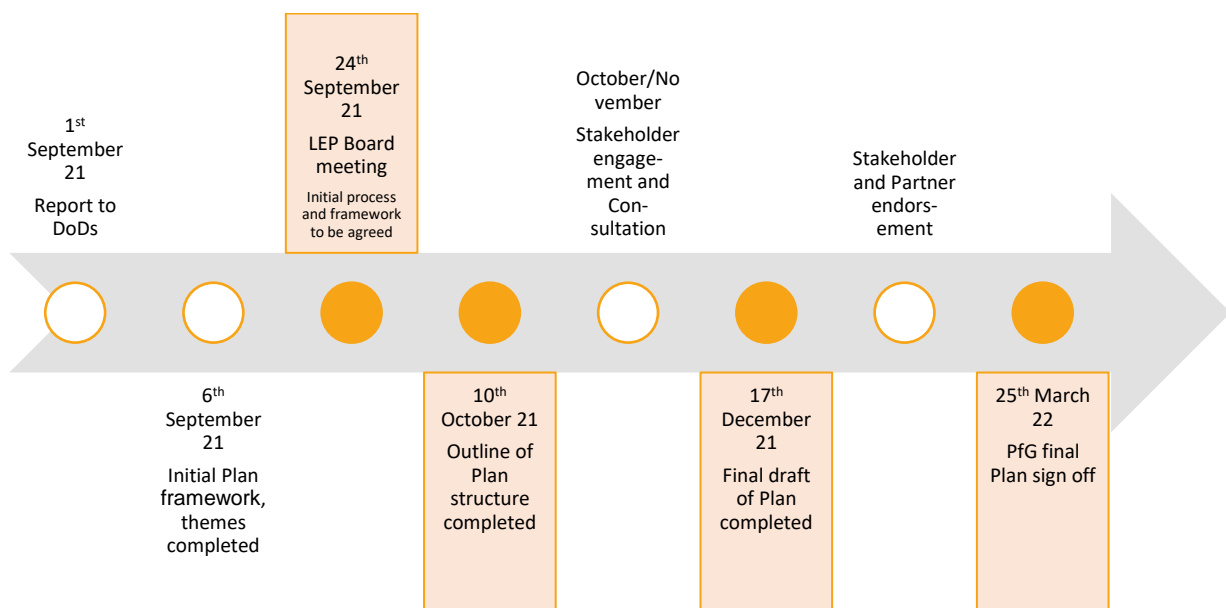 1st
September
21
Report to
DoDs
6th
September
21
Initial Plan
framework,
themes
completed
24th
September
21
LEP Board
meeting
Initial process
and framework
to be agreed
10th
October 21
Outline of
Plan
structure
completed
October/No
vember
Stakeholder
engage-
ment and
Con-
sultation
17th
December
21
Final draft
of Plan
completed
Stakeholder
and Partner
endors-
ement
25th March
22
PfG final
Plan sign off